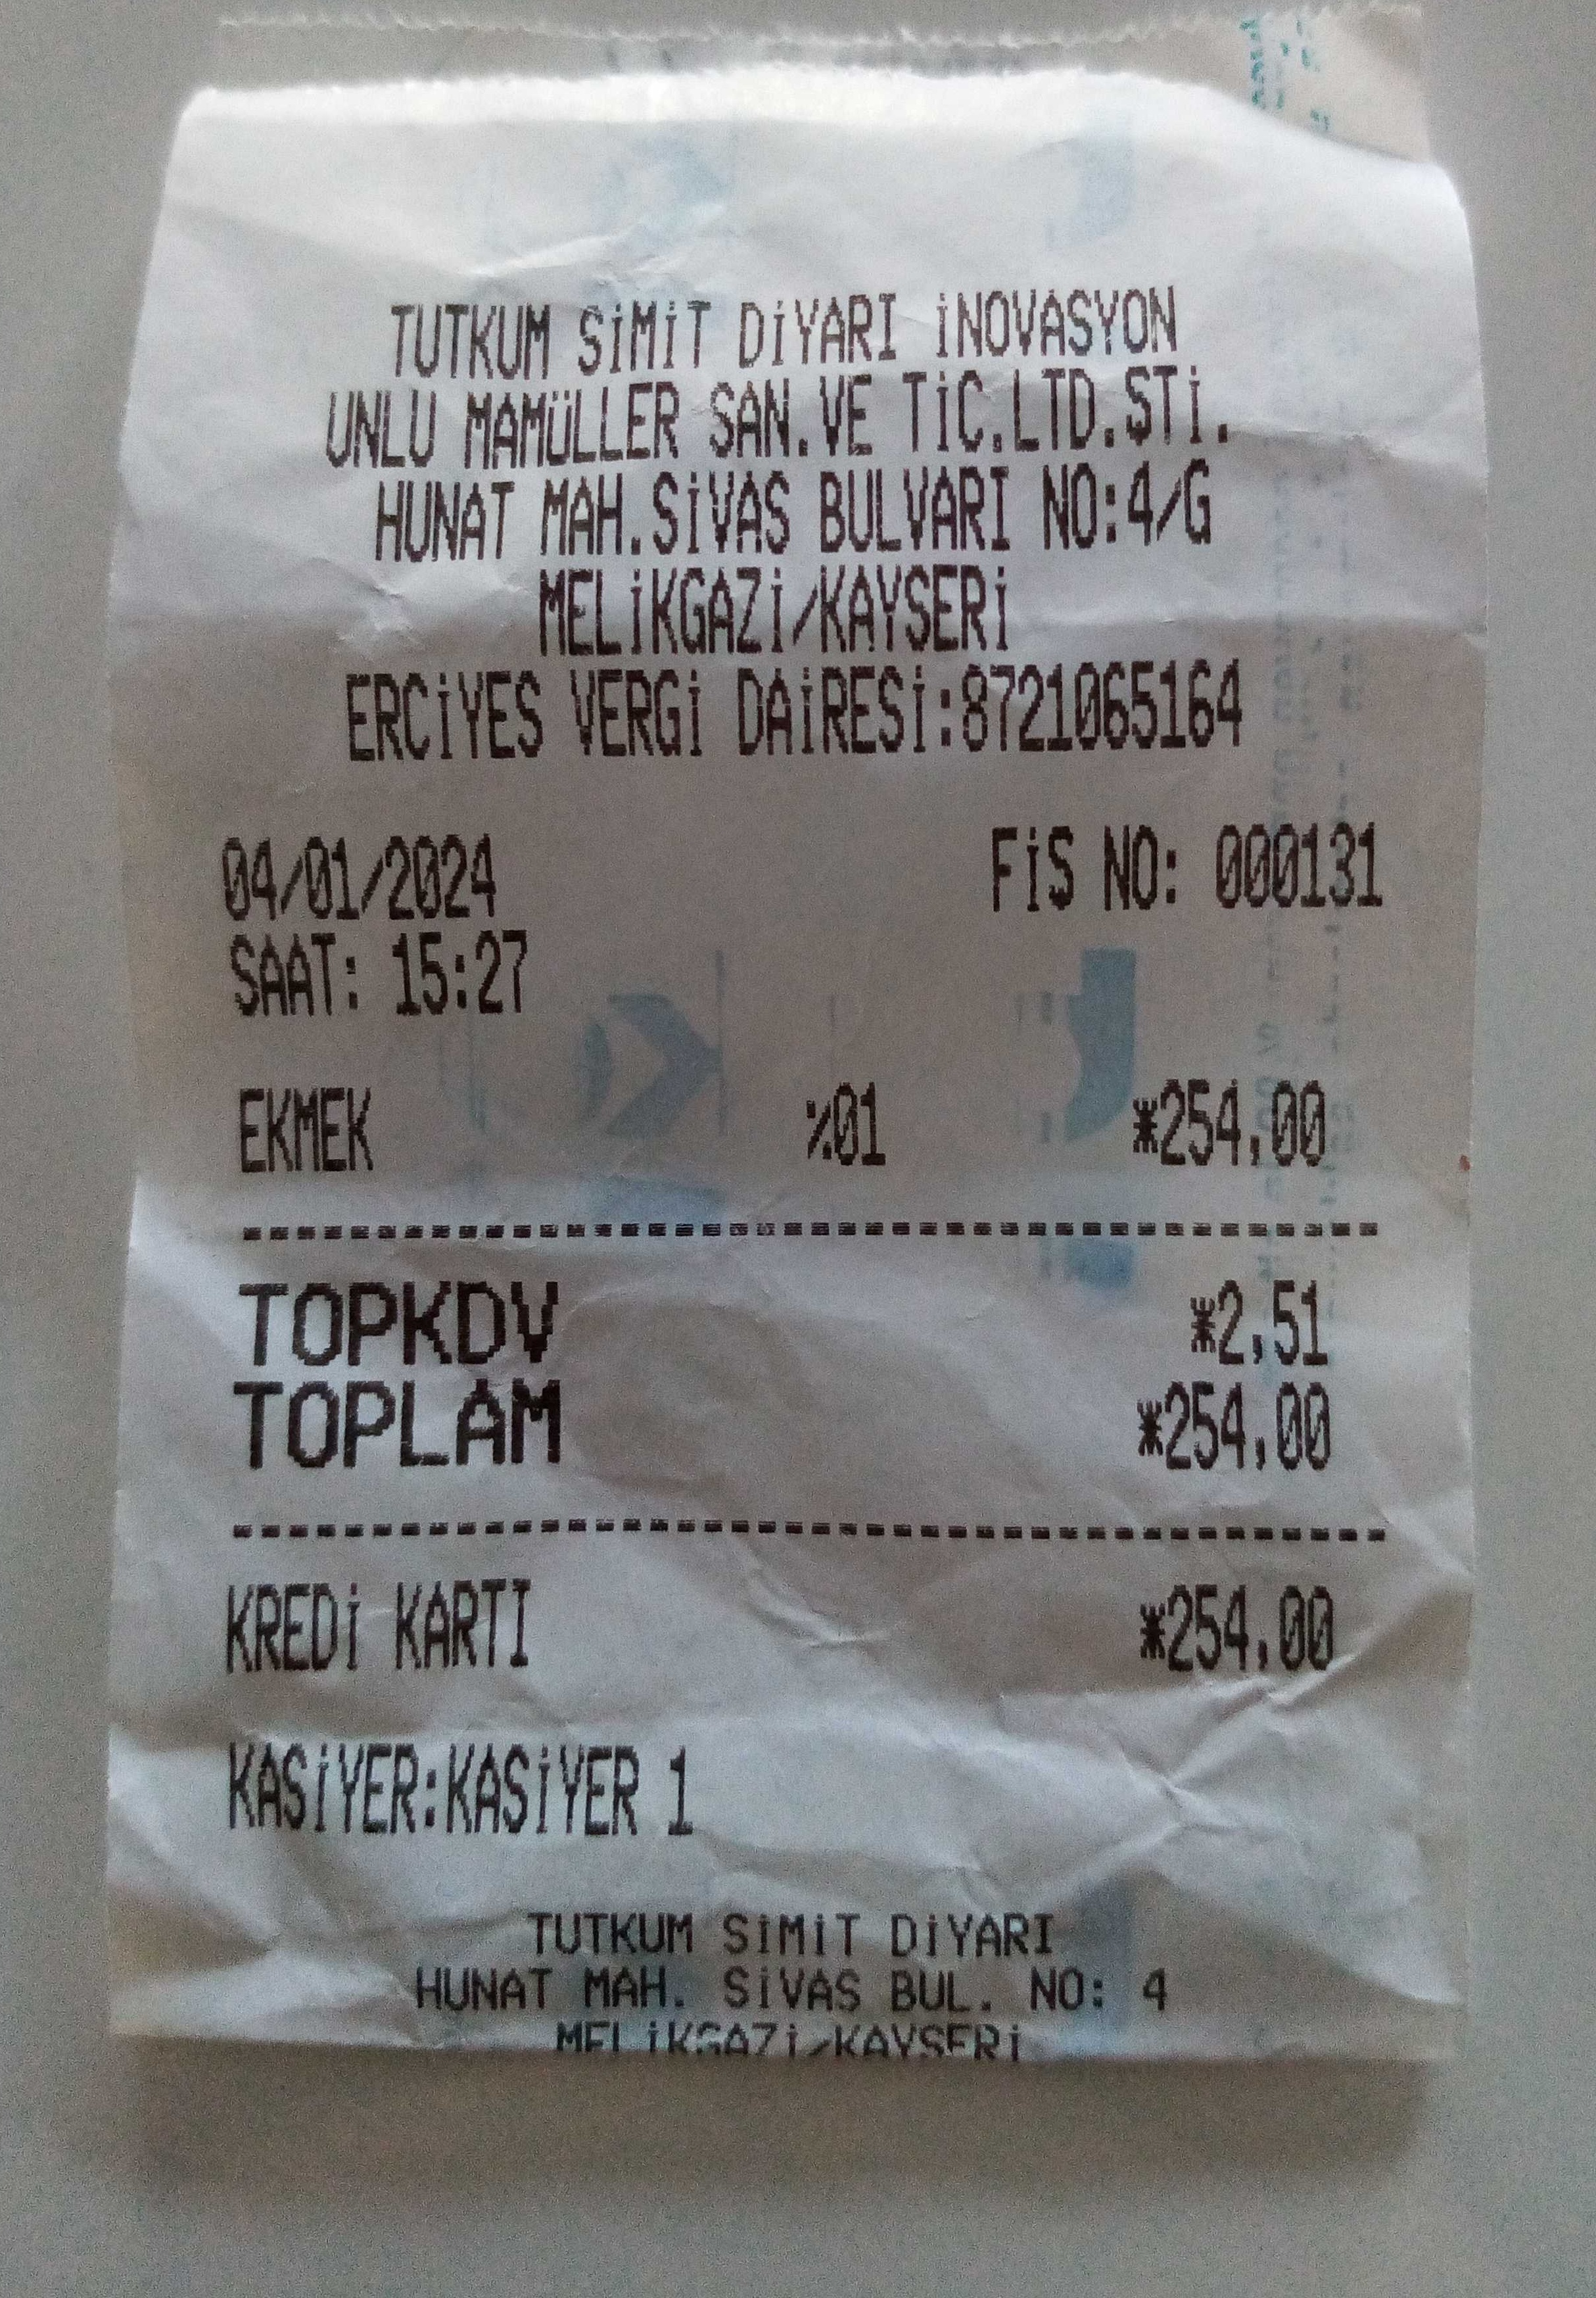 TUTKUM SİMİT DİYARI İNOVASYON
UNLU MAMÜLLER SAN.VE TİC.LTD.ŞTİ.
HUNAT MAH.SİVAS BULVARI NO:4/G
MELİKGAZİ/KAYSERİ
ERCİYES VERGİ DAİRESİ:8721065164
04/01/2024 FİŞ NO: 000131
SAAT: 15:27
EKMEK %01 *254,00
TOPKDV *2,51
TOPLAM *254,00
KREDİ KARTI *254,00
KASİYER:KASİYER 1
TUTKUM SİMİT DİYARI
HUNAT MAH. SİVAS BUL. NO: 4
MELİKGAZİ/KAYSERİ